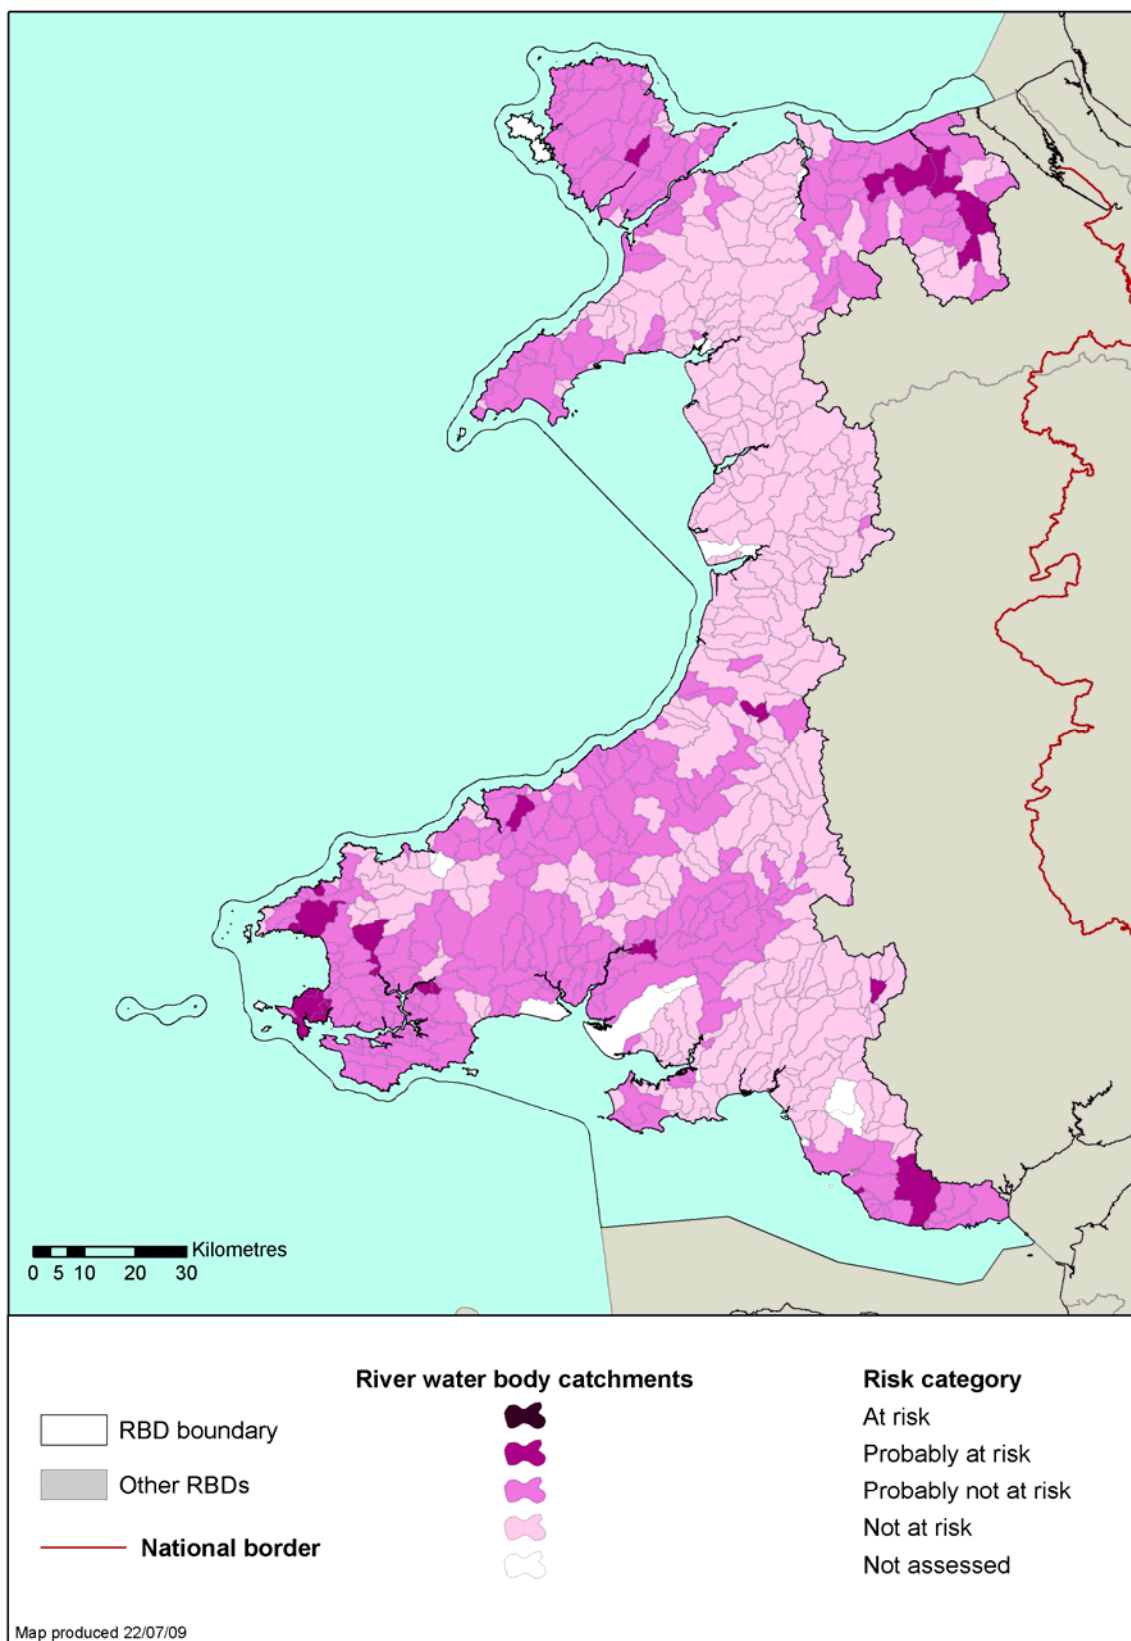 Kilometres
0 5 10 20 30
River water body catchments
Risk category
RBD boundary
Other RBDs
National border
At risk
Probably at risk
Probably not at risk
Not at risk
Not assessed
Map produced 22/07/09